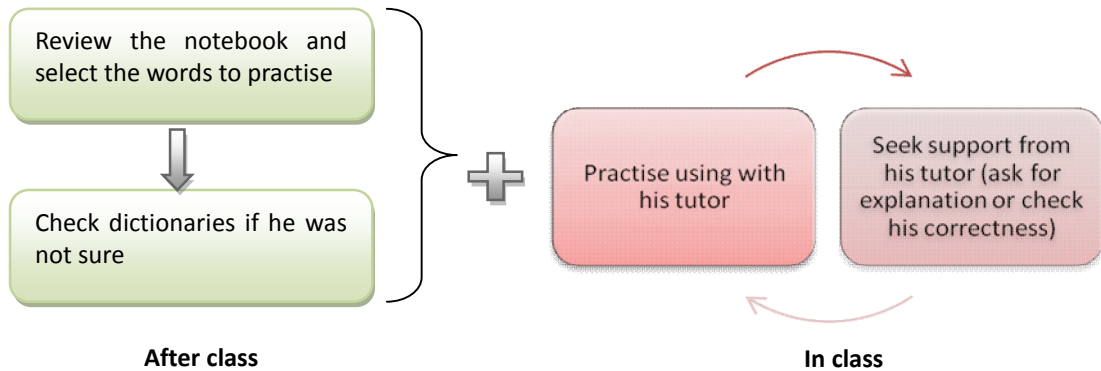 Review the notebook and
select the words to practise
Check dictionaries if he was
not sure
After class
Practise using with
his tutor
Seek support from
his tutor (ask for
explanation or check
his correctness)
In class